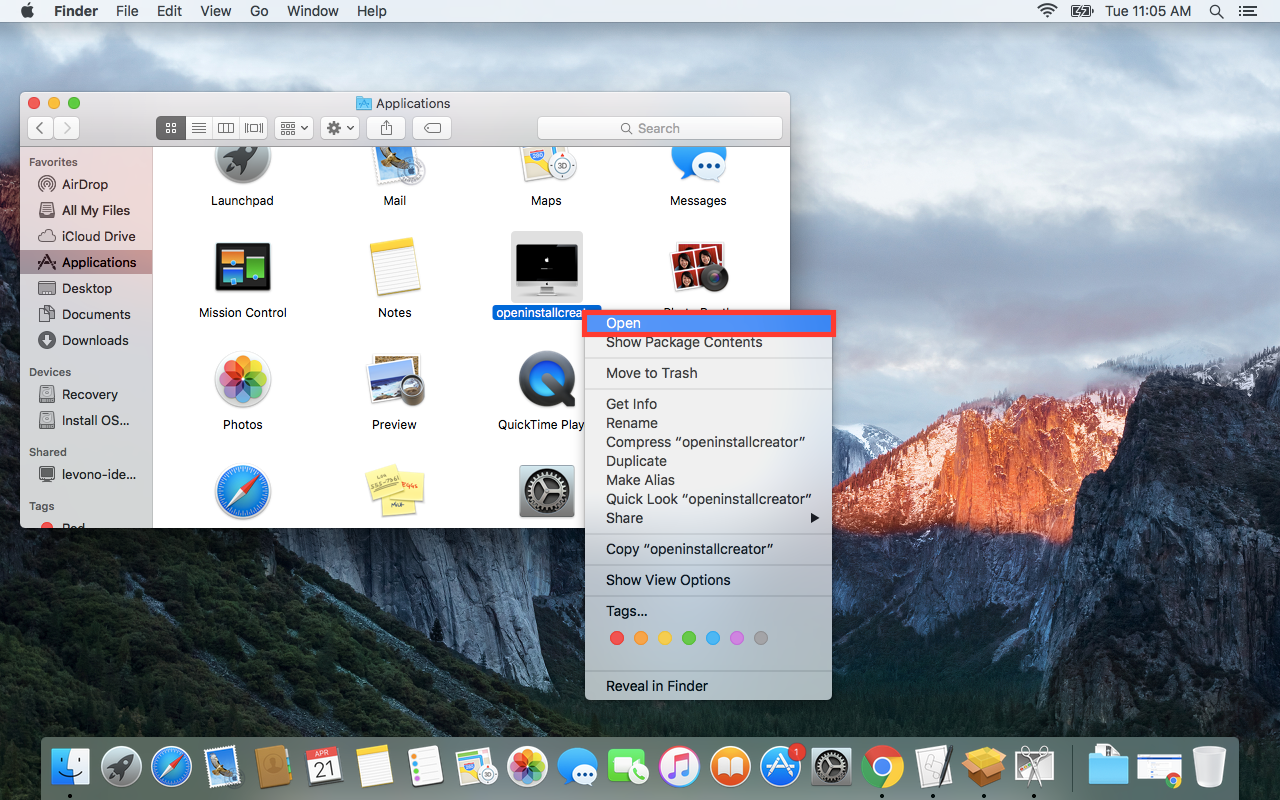 Finder File Edit View Go Window Help Tue 11:05 AM
Applications
Search
Favorites
AirDrop
All My Files
iCloud Drive
Applications
Desktop
Documents
Downloads
Devices
Recovery
Install OS...
Shared
levono-ide...
Tags
Red
Launchpad Mail Maps Messages
Mission Control Notes openinstallcrea
Photos Preview QuickTime Play
Open
Show Package Contents
Move to Trash
Get Info
Rename
Compress “openinstallcreator”
Duplicate
Make Alias
Quick Look “openinstallcreator”
Share
Copy “openinstallcreator”
Show View Options
Tags...
Reveal in Finder
280
3D
APR
21
3D
1